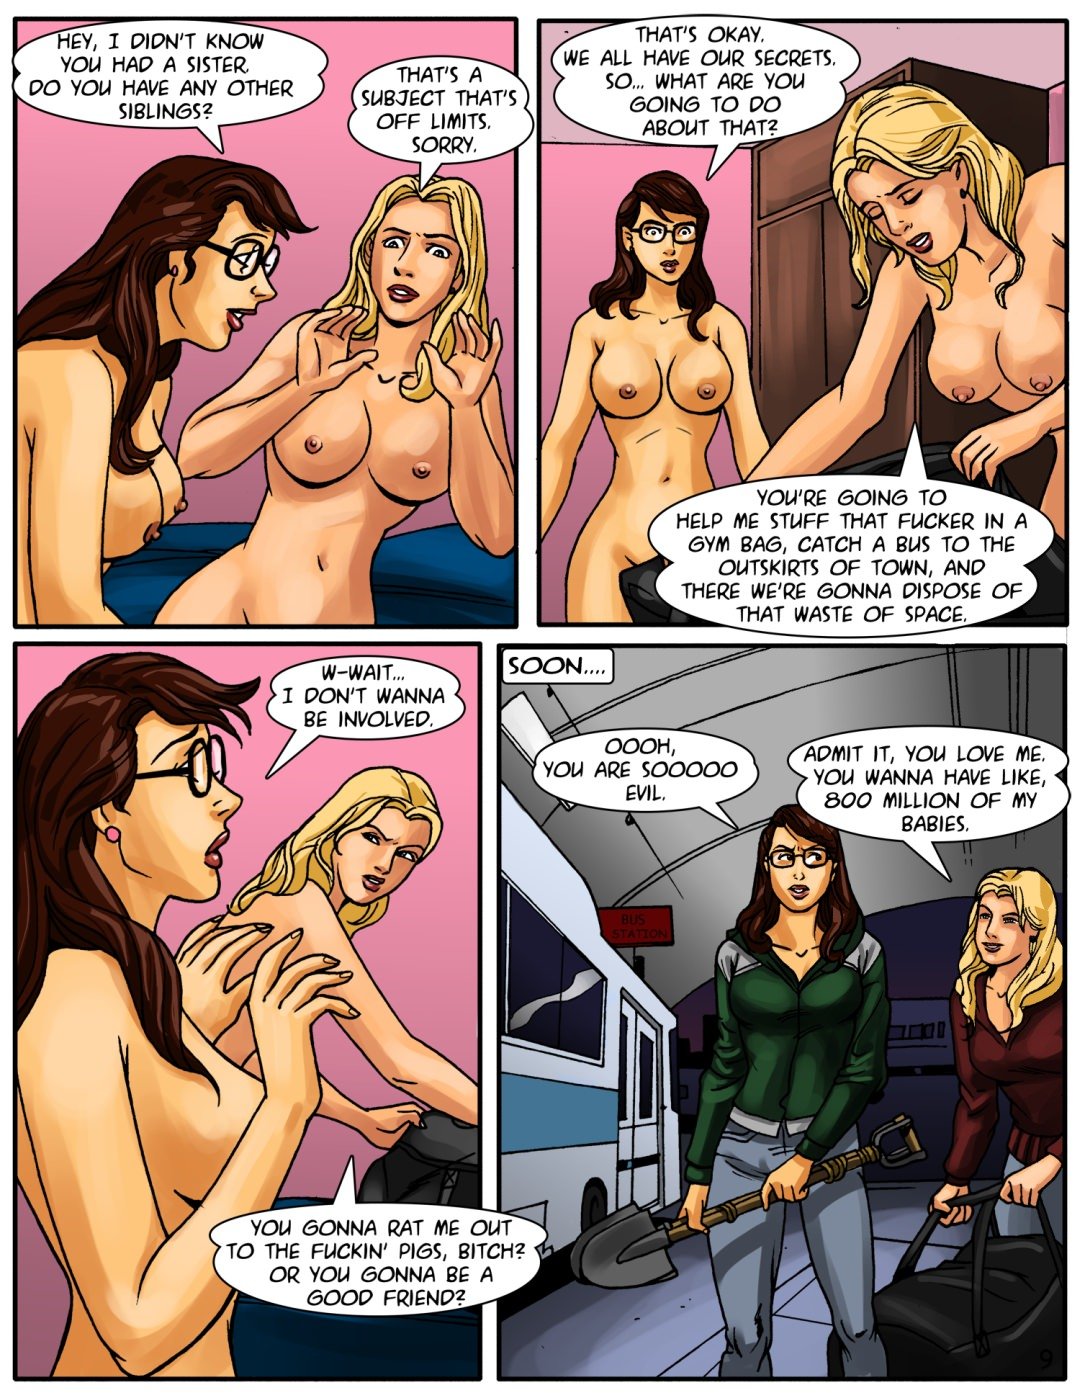 HEY, I DIDN'T KNOW
YOU HAD A SISTER.
DO YOU HAVE ANY OTHER
SIBLINGS?
THAT'S A
SUBJECT THAT'S
OFF LIMITS.
SORRY.
THAT'S OKAY.
WE ALL HAVE OUR SECRETS.
SO... WHAT ARE YOU
GOING TO DO
ABOUT THAT?
YOU'RE GOING TO
HELP ME STUFF THAT FUCKER IN A
GYM BAG, CATCH A BUS TO THE
OUTSKIRTS OF TOWN, AND
THERE WE'RE GONNA DISPOSE OF
THAT WASTE OF SPACE.
W-WAIT...
I DON'T WANNA
BE INVOLVED.
YOU GONNA RAT ME OUT
TO THE FUCKIN' PIGS, BITCH?
OR YOU GONNA BE A
GOOD FRIEND?
SOON....
OOOH,
YOU ARE SOOOOO
EVIL.
ADMIT IT, YOU LOVE ME.
YOU WANNA HAVE LIKE,
800 MILLION OF MY
BABIES.
BUS
STATION
9